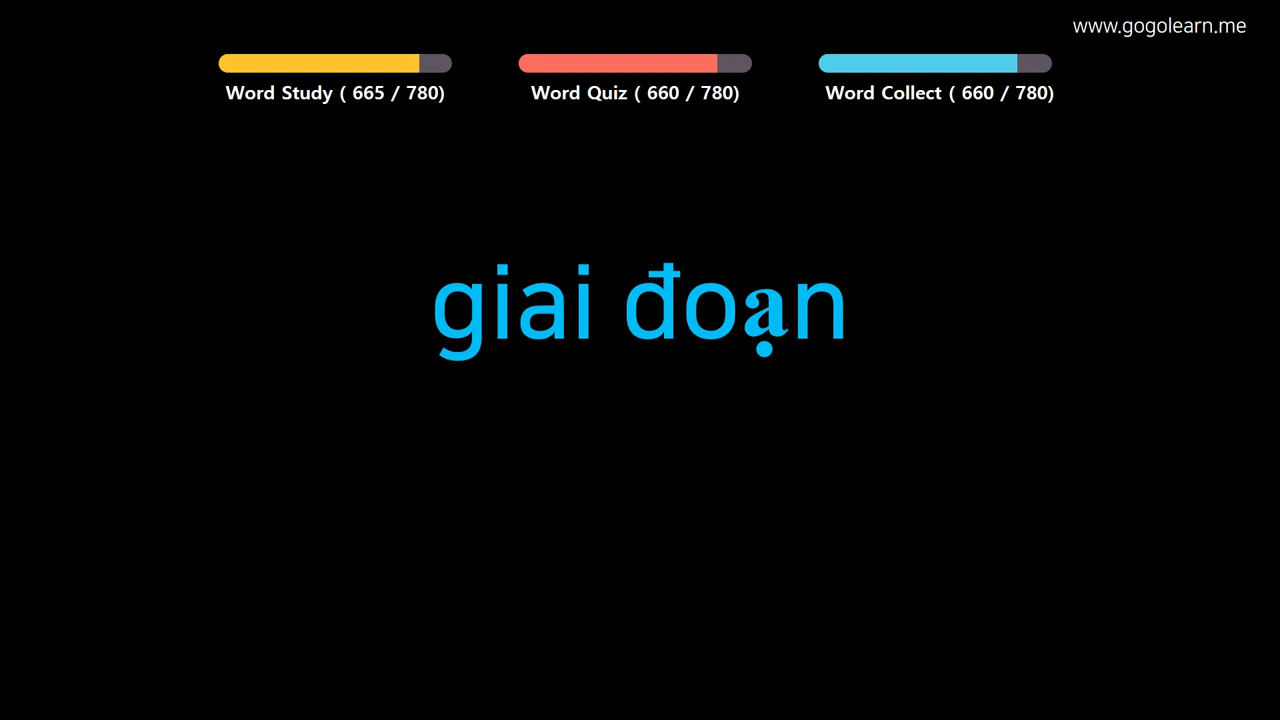 www.gogolearn.me
Word Study ( 665 / 780)
Word Quiz ( 660 / 780)
Word Collect ( 660 / 780)
giai đoạn